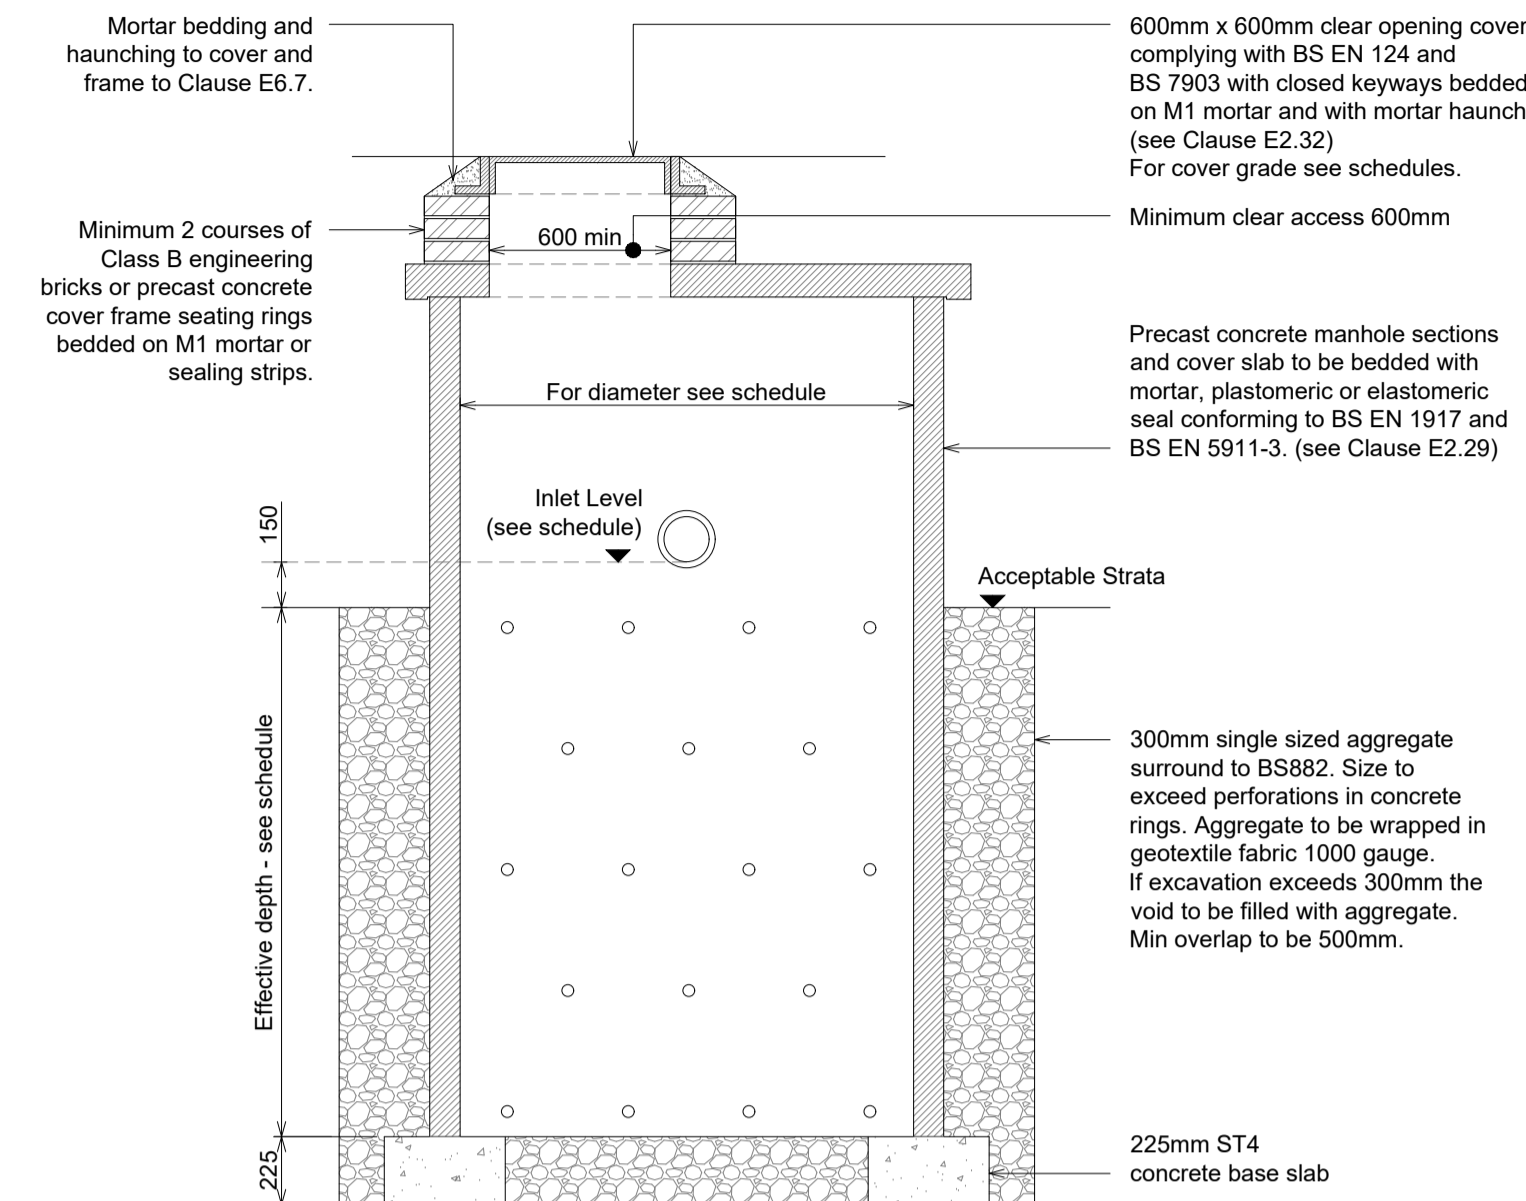 Mortar bedding and
haunching to cover and
frame to Clause E6.7.
600mm x 600mm clear opening cover
complying with BS EN 124 and
BS 7903 with closed keyways bedded
on M1 mortar and with mortar haunch
(see Clause E2.32)
For cover grade see schedules.
Minimum 2 courses of
Class B engineering
bricks or precast concrete
cover frame seating rings
bedded on M1 mortar or
sealing strips.
600 min
Minimum clear access 600mm
Precast concrete manhole sections
and cover slab to be bedded with
mortar, plastomeric or elastomeric
seal conforming to BS EN 1917 and
BS EN 5911-3. (see Clause E2.29)
For diameter see schedule
Inlet Level
(see schedule)
150
Acceptable Strata
Effective depth - see schedule
300mm single sized aggregate
surround to BS882. Size to
exceed perforations in concrete
rings. Aggregate to be wrapped in
geotextile fabric 1000 gauge.
If excavation exceeds 300mm the
void to be filled with aggregate.
Min overlap to be 500mm.
225
225mm ST4
concrete base slab